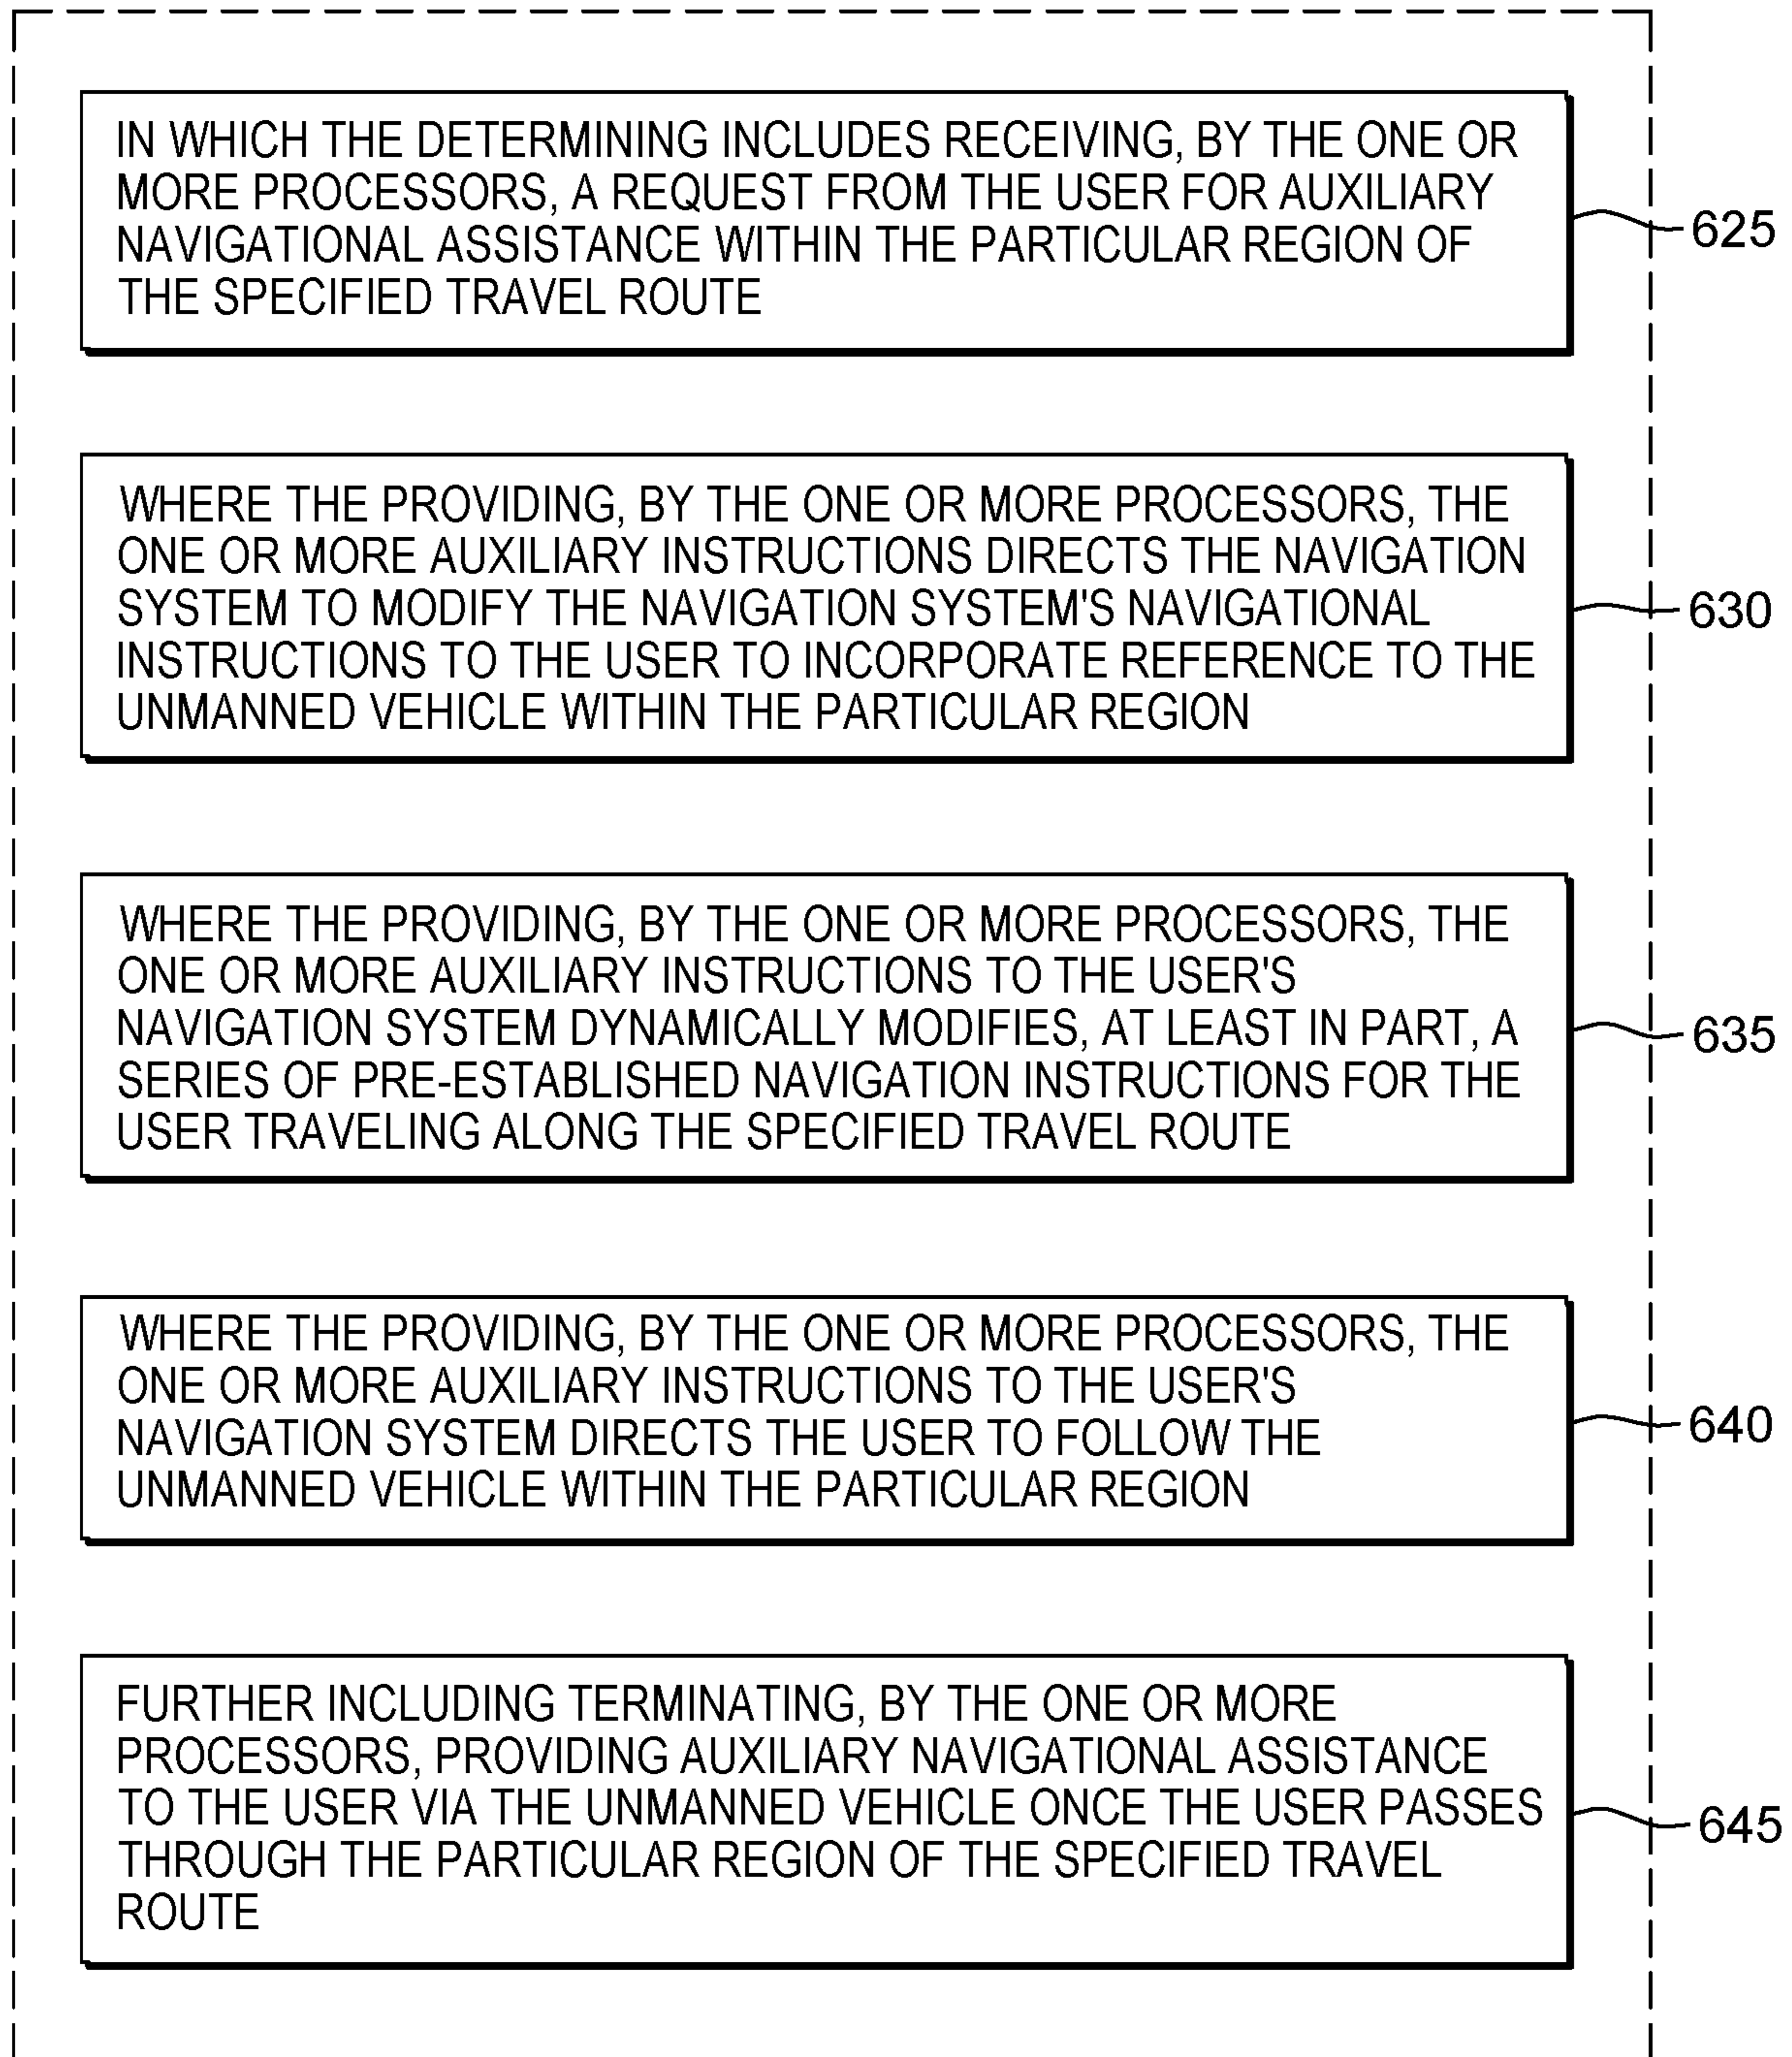 IN WHICH THE DETERMINING INCLUDES RECEIVING, BY THE ONE OR
MORE PROCESSORS, A REQUEST FROM THE USER FOR AUXILIARY
NAVIGATIONAL ASSISTANCE WITHIN THE PARTICULAR REGION OF
THE SPECIFIED TRAVEL ROUTE
625
WHERE THE PROVIDING, BY THE ONE OR MORE PROCESSORS, THE
ONE OR MORE AUXILIARY INSTRUCTIONS DIRECTS THE NAVIGATION
SYSTEM TO MODIFY THE NAVIGATION SYSTEM'S NAVIGATIONAL
INSTRUCTIONS TO THE USER TO INCORPORATE REFERENCE TO THE
UNMANNED VEHICLE WITHIN THE PARTICULAR REGION
630
WHERE THE PROVIDING, BY THE ONE OR MORE PROCESSORS, THE
ONE OR MORE AUXILIARY INSTRUCTIONS TO THE USER'S
NAVIGATION SYSTEM DYNAMICALLY MODIFIES, AT LEAST IN PART, A
SERIES OF PRE-ESTABLISHED NAVIGATION INSTRUCTIONS FOR THE
USER TRAVELING ALONG THE SPECIFIED TRAVEL ROUTE
635
WHERE THE PROVIDING, BY THE ONE OR MORE PROCESSORS, THE
ONE OR MORE AUXILIARY INSTRUCTIONS TO THE USER'S
NAVIGATION SYSTEM DIRECTS THE USER TO FOLLOW THE
UNMANNED VEHICLE WITHIN THE PARTICULAR REGION
640
FURTHER INCLUDING TERMINATING, BY THE ONE OR MORE
PROCESSORS, PROVIDING AUXILIARY NAVIGATIONAL ASSISTANCE
TO THE USER VIA THE UNMANNED VEHICLE ONCE THE USER PASSES
THROUGH THE PARTICULAR REGION OF THE SPECIFIED TRAVEL
ROUTE
645